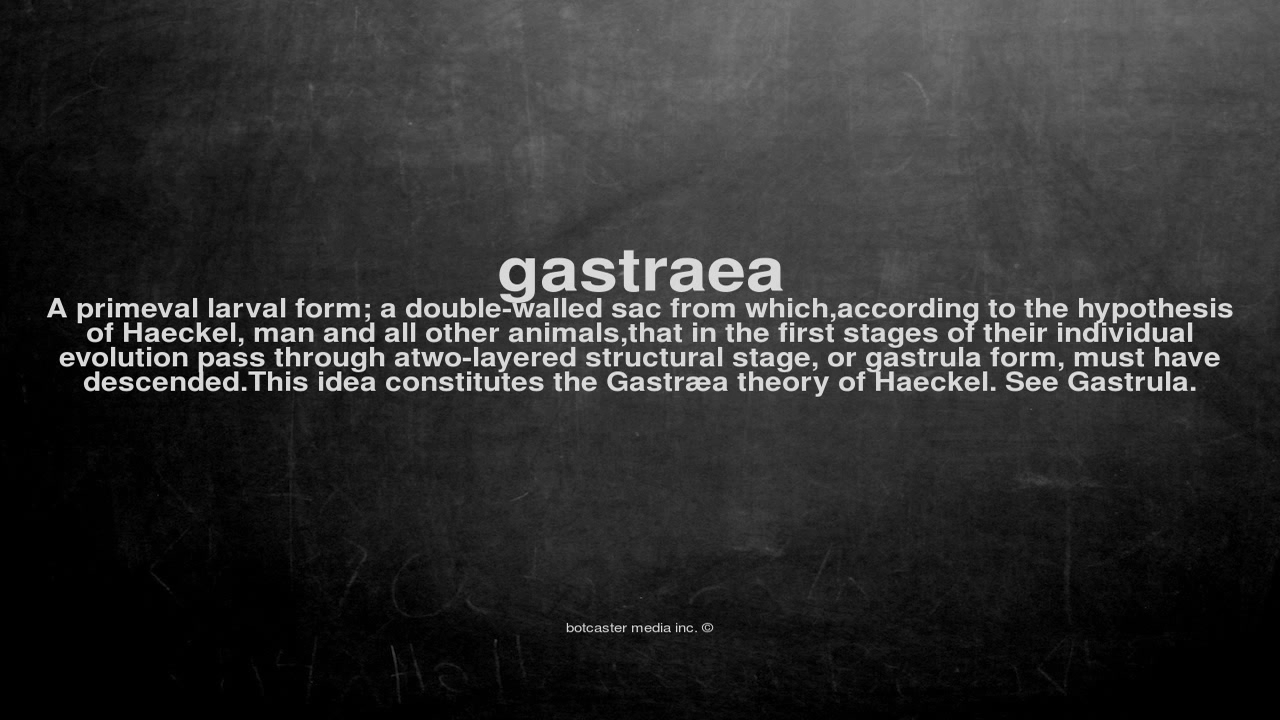 gastraea
A primeval larval form; a double-walled sac from which,according to the hypothesis
of Haeckel, man and all other animals,that in the first stages of their individual
evolution pass through atwo-layered structural stage, or gastrula form, must have
descended.This idea constitutes the Gastræa theory of Haeckel. See Gastrula.
botcaster media inc. ©